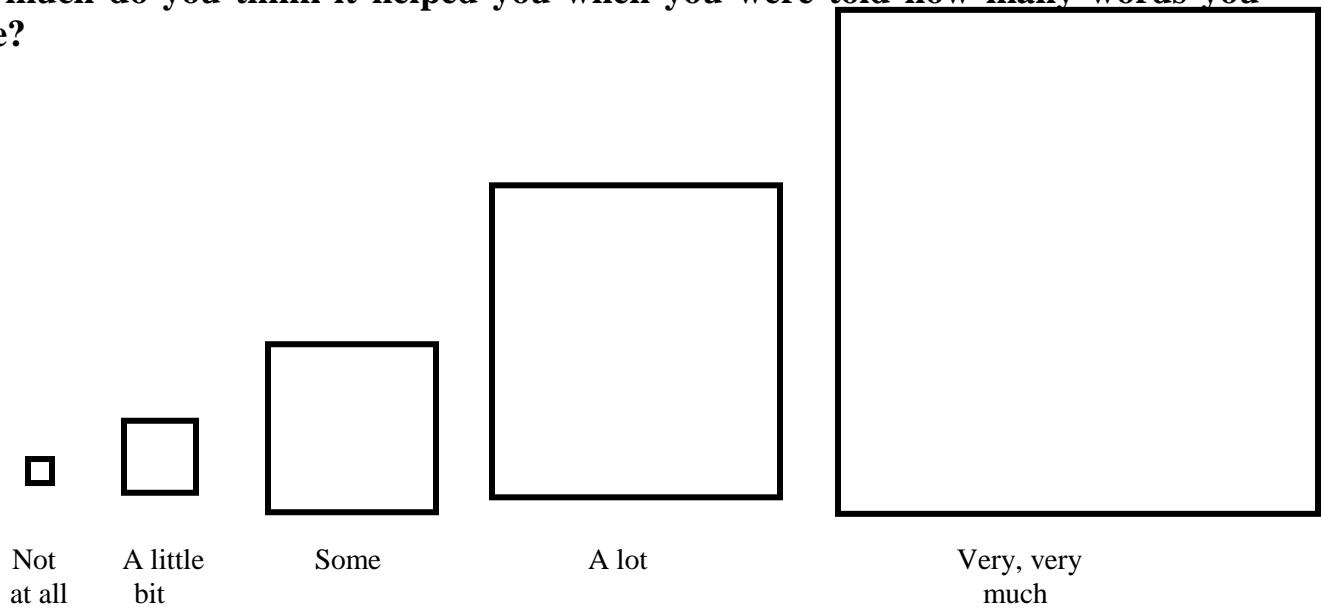 much do you think it helped you when you were told how many words you
e?
Not A little Some A lot Very, very
at all bit much